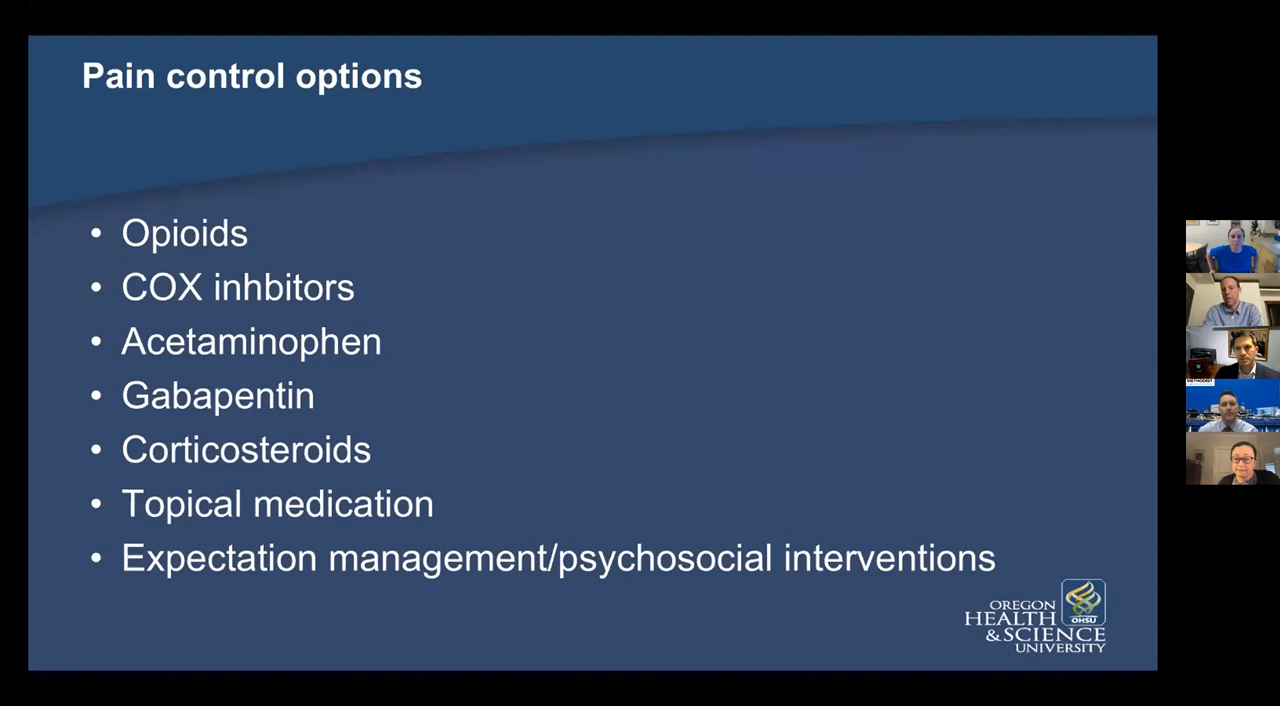 Pain control options
• Opioids
• COX inhbitors
• Acetaminophen
• Gabapentin
• Corticosteroids
• Topical medication
• Expectation management/psychosocial interventions
OREGON
HEALTH
&SCIENCE
UNIVERSITY
OHSU
METHODIST